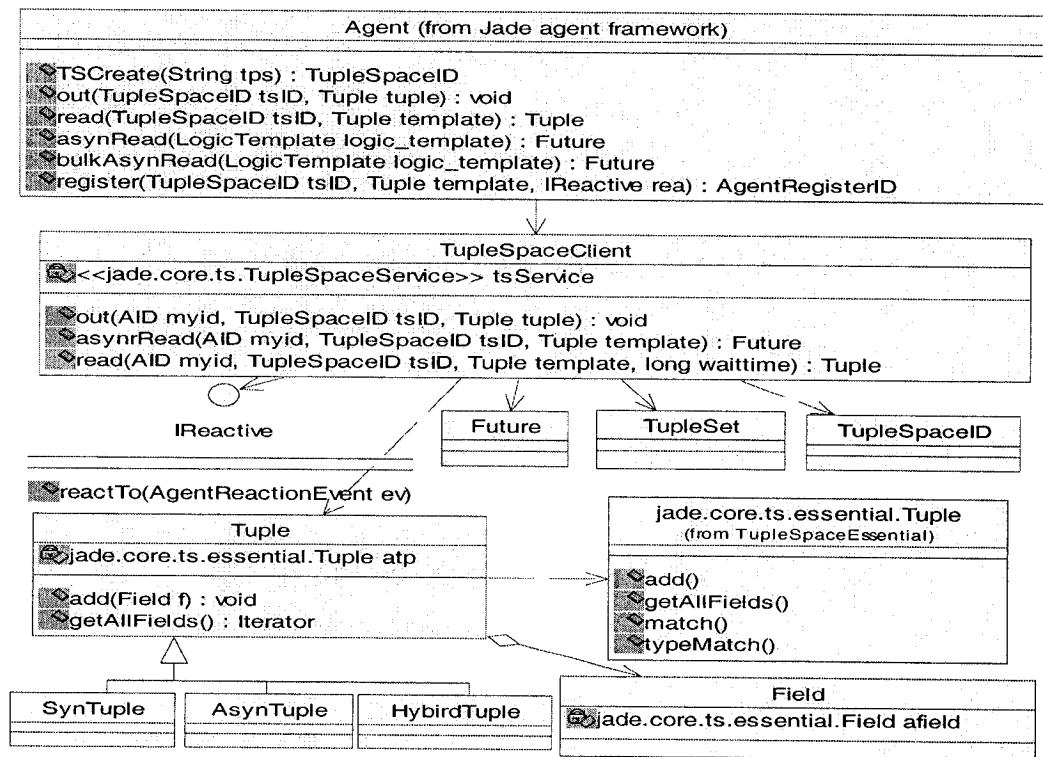 Agent (from Jade agent framework)
TSCreate(String tps) : TupleSpaceID
out(TupleSpaceID tsID, Tuple tuple) : void
read(TupleSpaceID tsID, Tuple template) : Tuple
asynRead(LogicTemplate logic_template) : Future
bulkAsynRead(LogicTemplate logic_template) : Future
register(TupleSpaceID tsID, Tuple template, IReactive rea) : AgentRegisterID
TupleSpaceClient
<<jade.core.ts.TupleSpaceService>> tsService
out(AID myid, TupleSpaceID tsID, Tuple tuple) : void
asynrRead(AID myid, TupleSpaceID tsID, Tuple template) : Future
read(AID myid, TupleSpaceID tsID, Tuple template, long waittime) : Tuple
IReactive
Future
TupleSet
TupleSpaceID
reactTo(AgentReactionEvent ev)
Tuple
jade.core.ts.essential.Tuple atp
add(Field f) : void
getAllFields() : Iterator
jade.core.ts.essential.Tuple
(from TupleSpaceEssential)
add()
getAllFields()
match()
typeMatch()
SynTuple
AsynTuple
HybirdTuple
Field
jade.core.ts.essential.Field afield